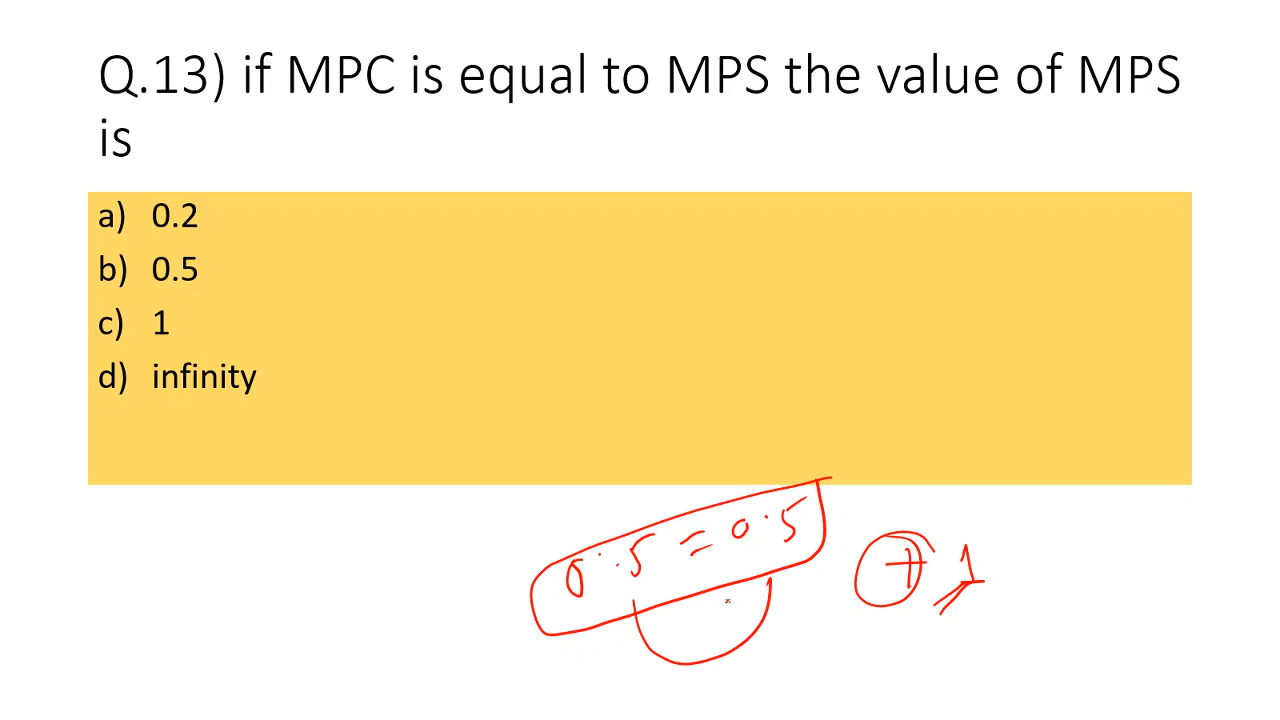 Q.13) if MPC is equal to MPS the value of MPS
is
a) 0.2
b) 0.5
c) 1
d) infinity
0.5 = 0.5
+ 1